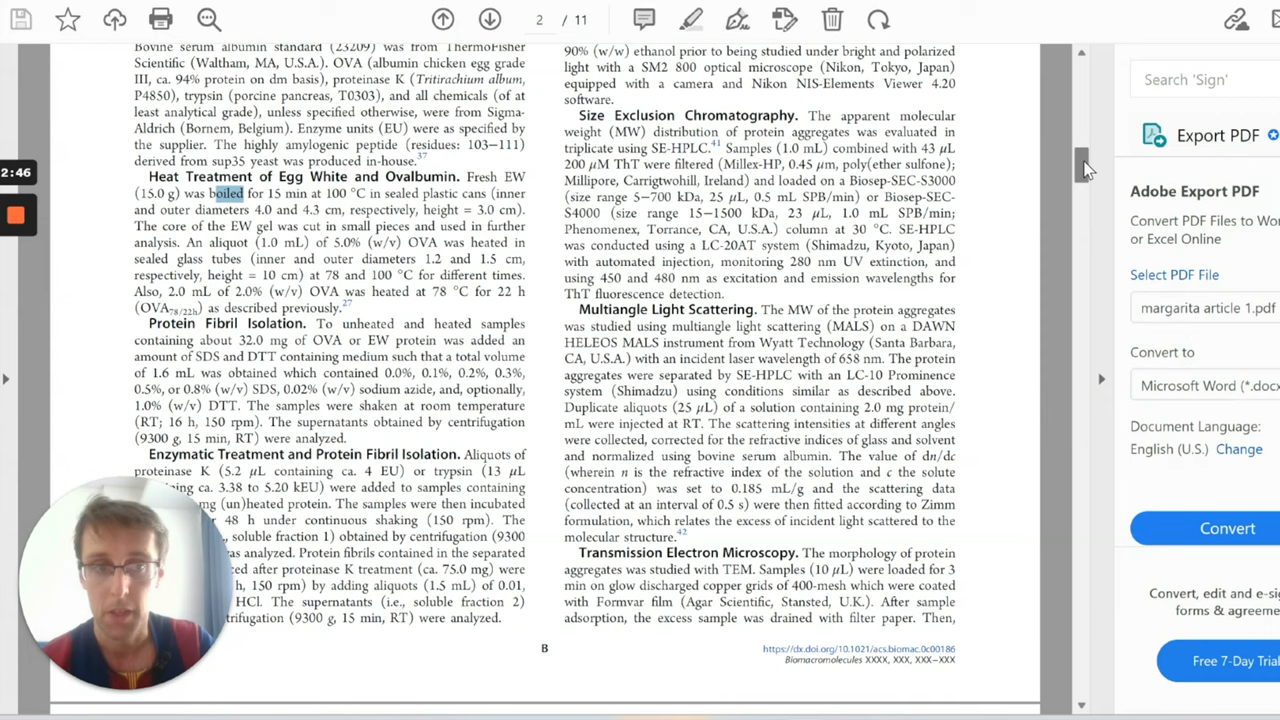 2 / 11
Bovine serum albumin standard (23209) was from ThermoFisher
Scientific (Waltham, MA, U.S.A.). OVA (albumin chicken egg grade
III, ca. 94% protein on dm basis), proteinase K (Tritirachium album,
P4850), trypsin (porcine pancreas, T0303), and all chemicals (of at
least analytical grade), unless specified otherwise, were from Sigma-
Aldrich (Bornem, Belgium). Enzyme units (EU) were as specified by
the supplier. The highly amylogenic peptide (residues: 103−111)
derived from sup35 yeast was produced in-house.37
Heat Treatment of Egg White and Ovalbumin. Fresh EW
(15.0 g) was boiled for 15 min at 100 °C in sealed plastic cans (inner
and outer diameters 4.0 and 4.3 cm, respectively, height = 3.0 cm).
The core of the EW gel was cut in small pieces and used in further
analysis. An aliquot (1.0 mL) of 5.0% (w/v) OVA was heated in
sealed glass tubes (inner and outer diameters 1.2 and 1.5 cm,
respectively, height = 10 cm) at 78 and 100 °C for different times.
Also, 2.0 mL of 2.0% (w/v) OVA was heated at 78 °C for 22 h
(OVA78/22h) as described previously.27
Protein Fibril Isolation. To unheated and heated samples
containing about 32.0 mg of OVA or EW protein was added an
amount of SDS and DTT containing medium such that a total volume
of 1.6 mL was obtained which contained 0.0%, 0.1%, 0.2%, 0.3%,
0.5%, or 0.8% (w/v) SDS, 0.02% (w/v) sodium azide, and, optionally,
1.0% (w/v) DTT. The samples were shaken at room temperature
(RT; 16 h, 150 rpm). The supernatants obtained by centrifugation
(9300 g, 15 min, RT) were analyzed.
Enzymatic Treatment and Protein Fibril Isolation. Aliquots of
proteinase K (5.2 μL containing ca. 4 EU) or trypsin (13 μL
ing ca. 3.38 to 5.20 kEU) were added to samples containing
mg (un)heated protein. The samples were then incubated
48 h under continuous shaking (150 rpm). The
., soluble fraction 1) obtained by centrifugation (9300
as analyzed. Protein fibrils contained in the separated
ed after proteinase K treatment (ca. 75.0 mg) were
h, 150 rpm) by adding aliquots (1.5 mL) of 0.01,
HCl. The supernatants (i.e., soluble fraction 2)
trifugation (9300 g, 15 min, RT) were analyzed.
90% (w/w) ethanol prior to being studied under bright and polarized
light with a SM2 800 optical microscope (Nikon, Tokyo, Japan)
equipped with a camera and Nikon NIS-Elements Viewer 4.20
software.
Size Exclusion Chromatography. The apparent molecular
weight (MW) distribution of protein aggregates was evaluated in
triplicate using SE-HPLC.41 Samples (1.0 mL) combined with 43 μL
200 μM ThT were filtered (Millex-HP, 0.45 μm, poly(ether sulfone);
Millipore, Carrigtwohill, Ireland) and loaded on a Biosep-SEC-S3000
(size range 5−700 kDa, 25 μL, 0.5 mL SPB/min) or Biosep-SEC-
S4000 (size range 15−1500 kDa, 23 μL, 1.0 mL SPB/min;
Phenomenex, Torrance, CA, U.S.A.) column at 30 °C. SE-HPLC
was conducted using a LC-20AT system (Shimadzu, Kyoto, Japan)
with automated injection, monitoring 280 nm UV extinction, and
using 450 and 480 nm as excitation and emission wavelengths for
ThT fluorescence detection.
Multiangle Light Scattering. The MW of the protein aggregates
was studied using multiangle light scattering (MALS) on a DAWN
HELEOS MALS instrument from Wyatt Technology (Santa Barbara,
CA, U.S.A.) with an incident laser wavelength of 658 nm. The protein
aggregates were separated by SE-HPLC with an LC-10 Prominence
system (Shimadzu) using conditions similar as described above.
Duplicate aliquots (25 μL) of a solution containing 2.0 mg protein/
mL were injected at RT. The scattering intensities at different angles
were collected, corrected for the refractive indices of glass and solvent
and normalized using bovine serum albumin. The value of dn/dc
(wherein n is the refractive index of the solution and c the solute
concentration) was set to 0.185 mL/g and the scattering data
(collected at an interval of 0.5 s) were then fitted according to Zimm
formulation, which relates the excess of incident light scattered to the
molecular structure.42
Transmission Electron Microscopy. The morphology of protein
aggregates was studied with TEM. Samples (10 μL) were loaded for 3
min on glow discharged copper grids of 400-mesh which were coated
with Formvar film (Agar Scientific, Stansted, U.K.). After sample
adsorption, the excess sample was drained with filter paper. Then,
B
https://dx.doi.org/10.1021/acs.biomac.0c00186
Biomacromolecules XXXX, XXX, XXX−XXX
2:46
Search 'Sign'
Export PDF
Adobe Export PDF
Convert PDF Files to Wo
or Excel Online
Select PDF File
margarita article 1.pdf
Convert to
Microsoft Word (*.docx
Document Language:
English (U.S.) Change
Convert
Convert, edit and e-si
forms & agreeme
Free 7-Day Trial